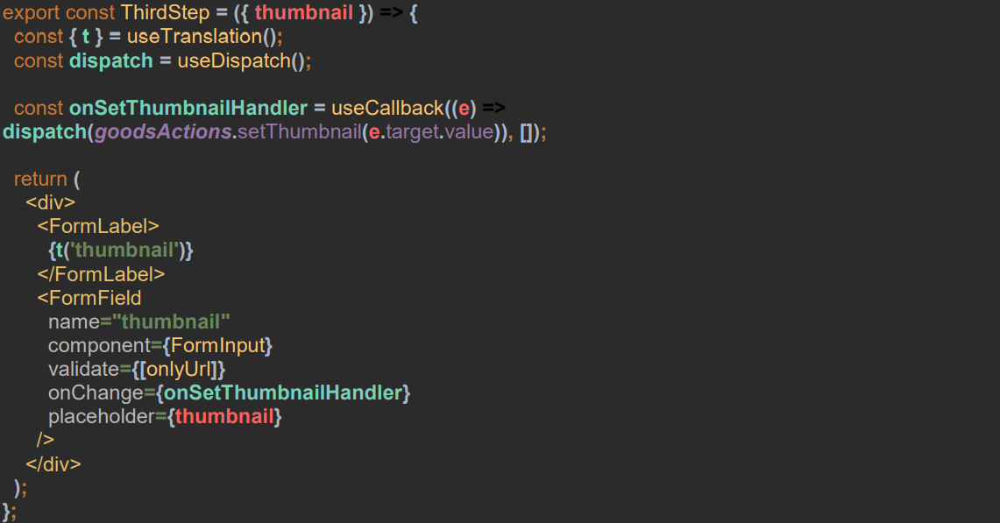 export const ThirdStep = ({ thumbnail }) => {
  const { t } = useTranslation();
  const dispatch = useDispatch();

  const onSetThumbnailHandler = useCallback((e) =>
dispatch(goodsActions.setThumbnail(e.target.value)), []);

  return (
    <div>
      <FormLabel>
        {t('thumbnail')}
      </FormLabel>
      <FormField
        name="thumbnail"
        component={FormInput}
        validate={[onlyUrl]}
        onChange={onSetThumbnailHandler}
        placeholder={thumbnail}
      />
    </div>
  );
};